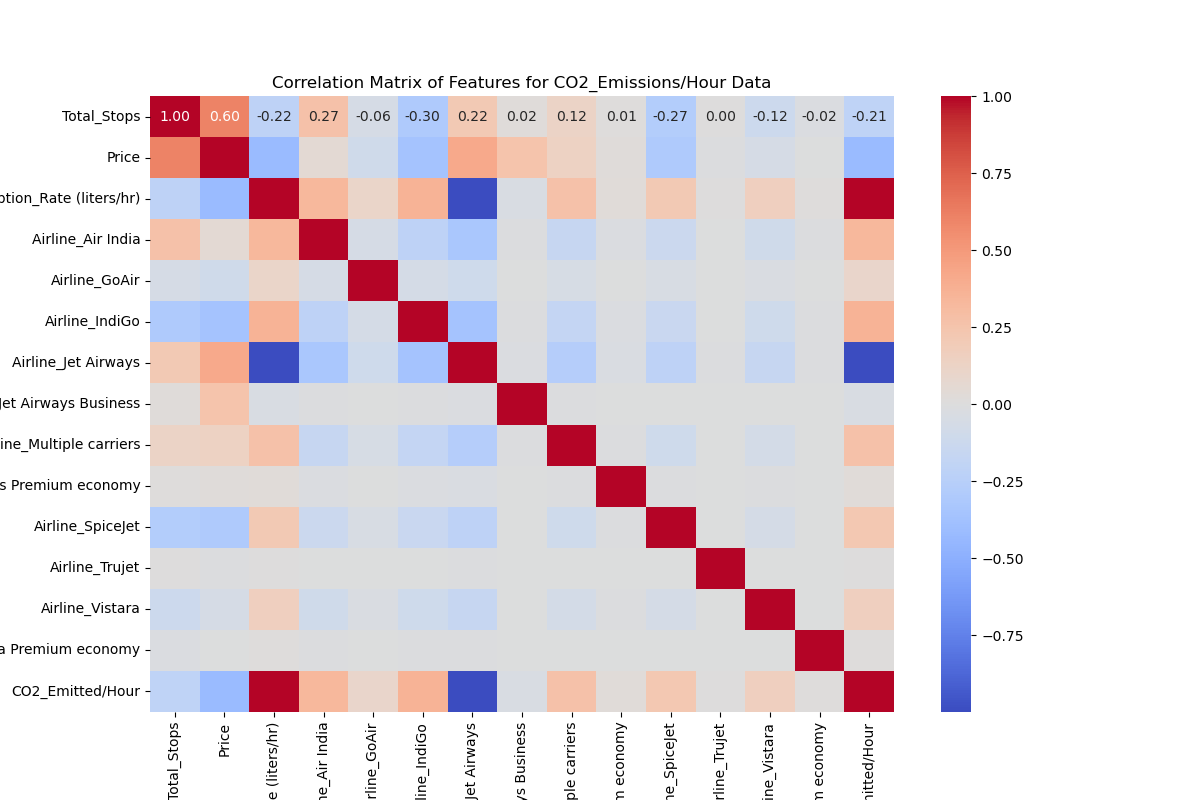 Correlation Matrix of Features for CO2_Emissions/Hour Data
Total_Stops 1.00 0.60 -0.22 0.27 -0.06 -0.30 0.22 0.02 0.12 0.01 -0.27 0.00 -0.12 -0.02 -0.21
Price
ption_Rate (liters/hr)
Airline_Air India
Airline_GoAir
Airline_IndiGo
Airline_Jet Airways
Jet Airways Business
ine_Multiple carriers
s Premium economy
Airline_SpiceJet
Airline_Trujet
Airline_Vistara
a Premium economy
CO2_Emitted/Hour
Total_Stops
Price
e (liters/hr)
ne_Air India
rline_GoAir
line_IndiGo
Jet Airways
ys Business
ple carriers
m economy
ne_SpiceJet
rline_Trujet
ine_Vistara
m economy
mitted/Hour
1.00
0.75
0.50
0.25
0.00
−0.25
−0.50
−0.75